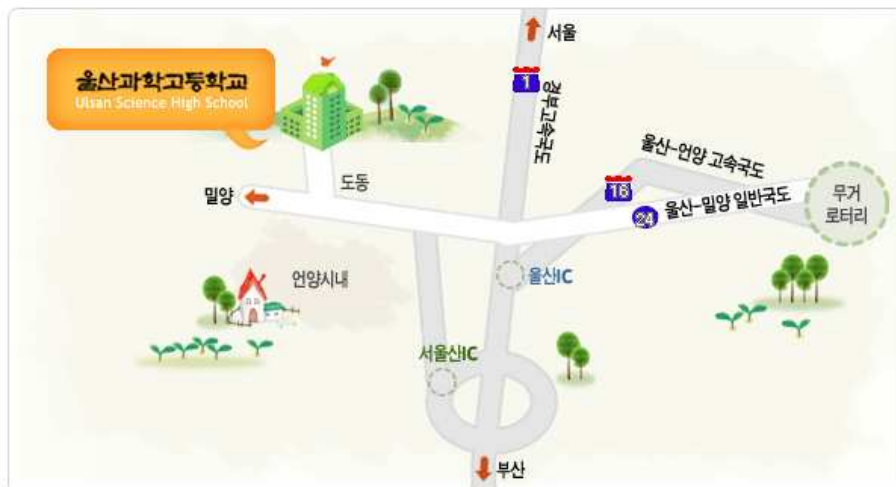 서울
울산과학고등학교
Ulsan Science High School
1
경부고속국도
울산-언양 고속국도
도동
밀양
16
24
울산-밀양 일반국도
무거
로터리
언양시내
울산IC
서울산IC
부산